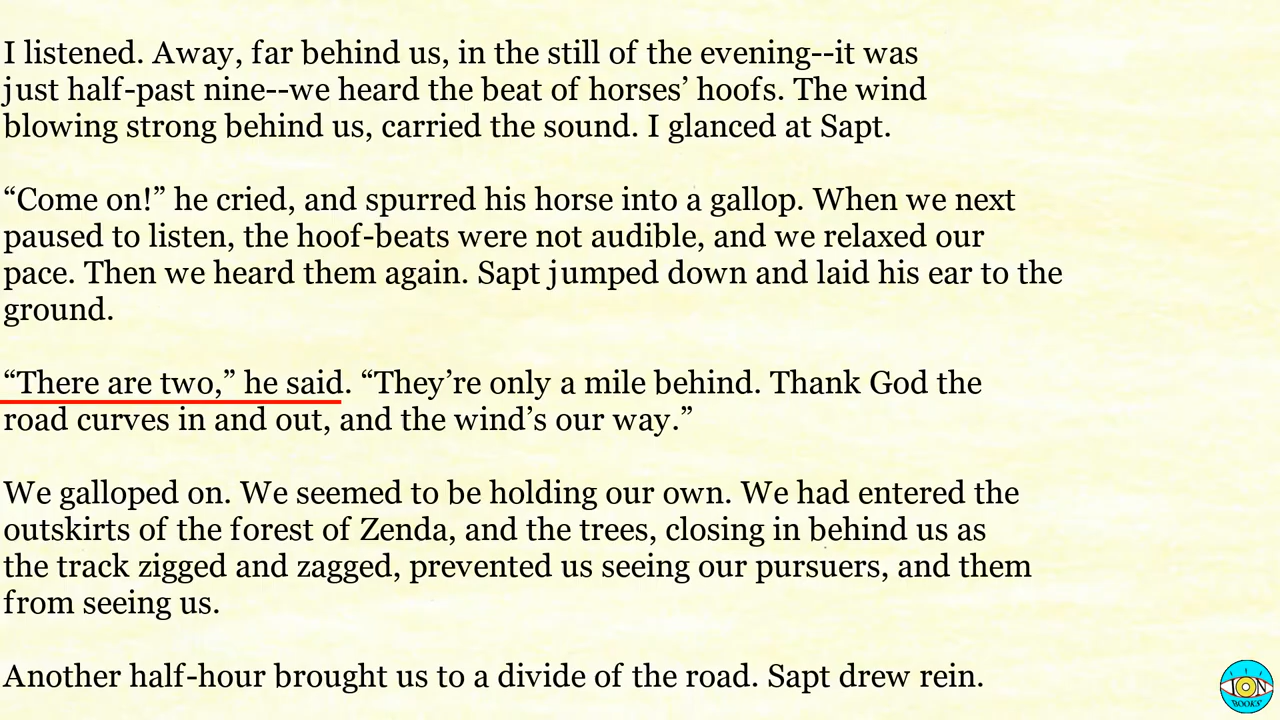 I listened. Away, far behind us, in the still of the evening--it was
just half-past nine--we heard the beat of horses’ hoofs. The wind
blowing strong behind us, carried the sound. I glanced at Sapt.
“Come on!” he cried, and spurred his horse into a gallop. When we next
paused to listen, the hoof-beats were not audible, and we relaxed our
pace. Then we heard them again. Sapt jumped down and laid his ear to the
ground.
“There are two,” he said. “They’re only a mile behind. Thank God the
road curves in and out, and the wind’s our way.”
We galloped on. We seemed to be holding our own. We had entered the
outskirts of the forest of Zenda, and the trees, closing in behind us as
the track zigged and zagged, prevented us seeing our pursuers, and them
from seeing us.
Another half-hour brought us to a divide of the road. Sapt drew rein.
ION
BOOKS